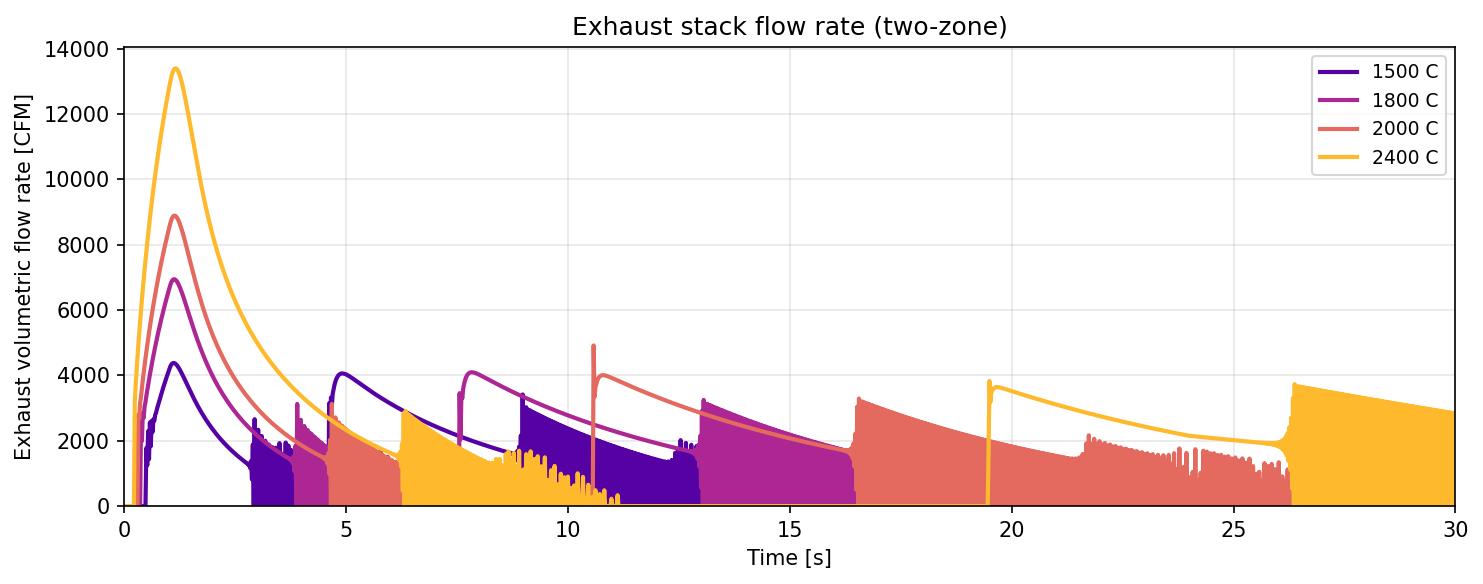 Exhaust stack flow rate (two-zone)
Exhaust volumetric flow rate [CFM]
14000
12000
10000
8000
6000
4000
2000
0
0 5 10 15 20 25 30
Time [s]
1500 C
1800 C
2000 C
2400 C